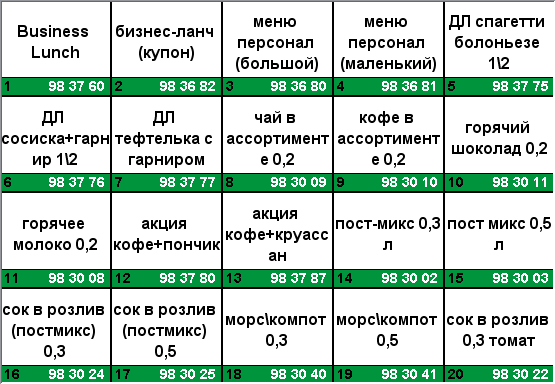 Business
Lunch
1 98 37 60
бизнес-ланч
(купон)
2 98 36 82
меню
персонал
(большой)
3 98 36 80
меню
персонал
(маленький)
4 98 36 81
ДЛ спагетти
болоньезе
1\2
5 98 37 75
ДЛ
сосиска+гарн
ир 1\2
6 98 37 76
ДЛ
тефтелька с
гарниром
7 98 37 77
чай в
ассортимент
е 0,2
8 98 30 09
кофе в
ассортимент
е 0,2
9 98 30 10
горячий
шоколад 0,2
10 98 30 11
горячее
молоко 0,2
11 98 30 08
акция
кофе+пончик
12 98 37 80
акция
кофе+круасс
ан
13 98 37 87
пост-микс 0,3
л
14 98 30 02
пост микс 0,5
л
15 98 30 03
сок в розлив
(постмикс)
0,3
16 98 30 24
сок в розлив
(постмикс)
0,5
17 98 30 25
морс\компот
0,3
18 98 30 40
морс\компот
0,5
19 98 30 41
сок в розлив
0,3 томат
20 98 30 22